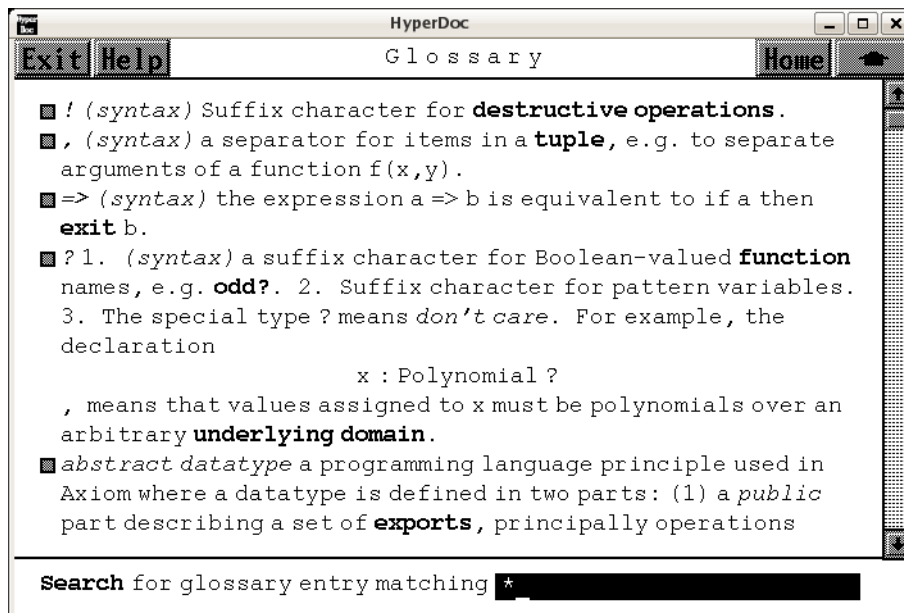 Hyper Doc HyperDoc
Exit Help Glossary Home
! (syntax) Suffix character for destructive operations.
, (syntax) a separator for items in a tuple, e.g. to separate
arguments of a function f(x,y).
=> (syntax) the expression a => b is equivalent to if a then
exit b.
? 1. (syntax) a suffix character for Boolean-valued function
names, e.g. odd?. 2. Suffix character for pattern variables.
3. The special type ? means don't care. For example, the
declaration
x : Polynomial ?
, means that values assigned to x must be polynomials over an
arbitrary underlying domain.
abstract datatype a programming language principle used in
Axiom where a datatype is defined in two parts: (1) a public
part describing a set of exports, principally operations
Search for glossary entry matching *